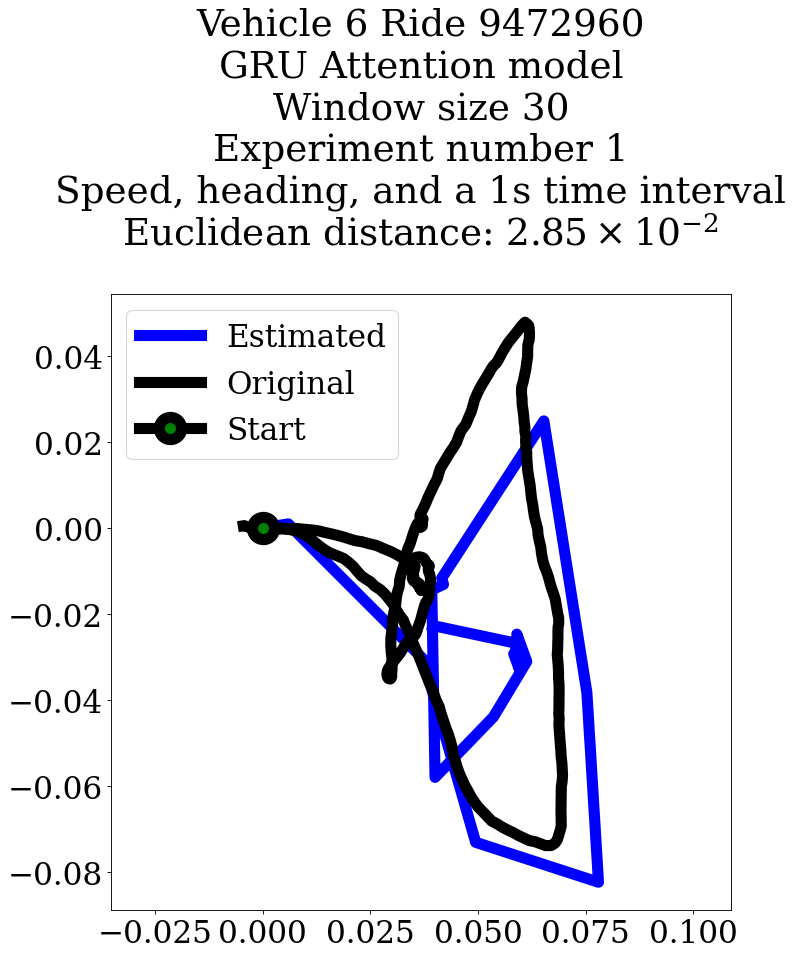 Vehicle 6 Ride 9472960
GRU Attention model
Window size 30
Experiment number 1
Speed, heading, and a 1s time interval
Euclidean distance: 2.85 × 10⁻²
Estimated
Original
Start
0.04
0.02
0.00
−0.02
−0.04
−0.06
−0.08
−0.025 0.000 0.025 0.050 0.075 0.100